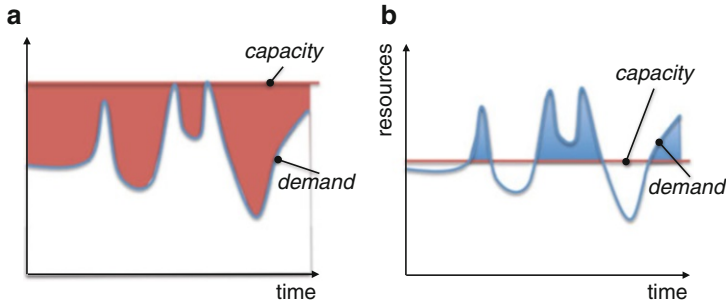 a
capacity
demand
time
b
resources
capacity
demand
time